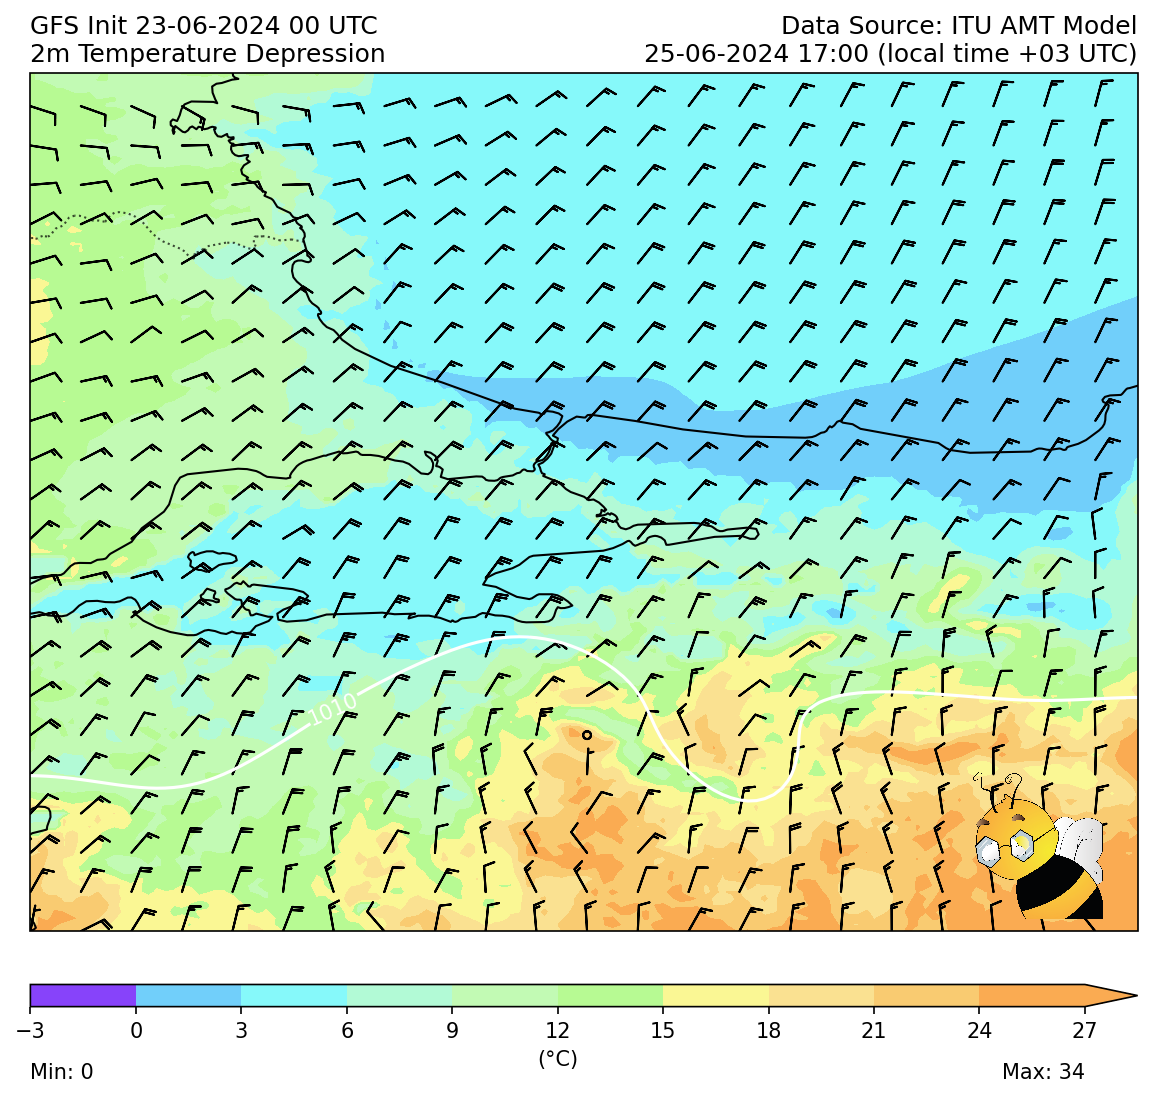 GFS Init 23-06-2024 00 UTC
Data Source: ITU AMT Model
2m Temperature Depression
25-06-2024 17:00 (local time +03 UTC)
1010
−3 0 3 6 9 12 15 18 21 24 27
(°C)
Min: 0
Max: 34